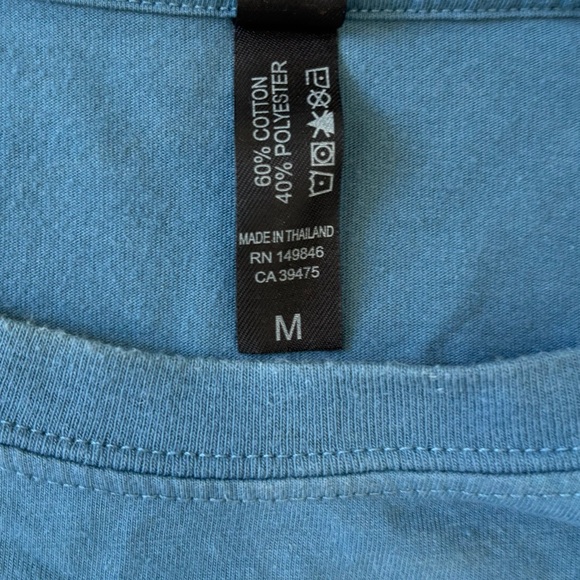 60% COTTON
40% POLYESTER
MADE IN THAILAND
RN 149846
CA 39475
M